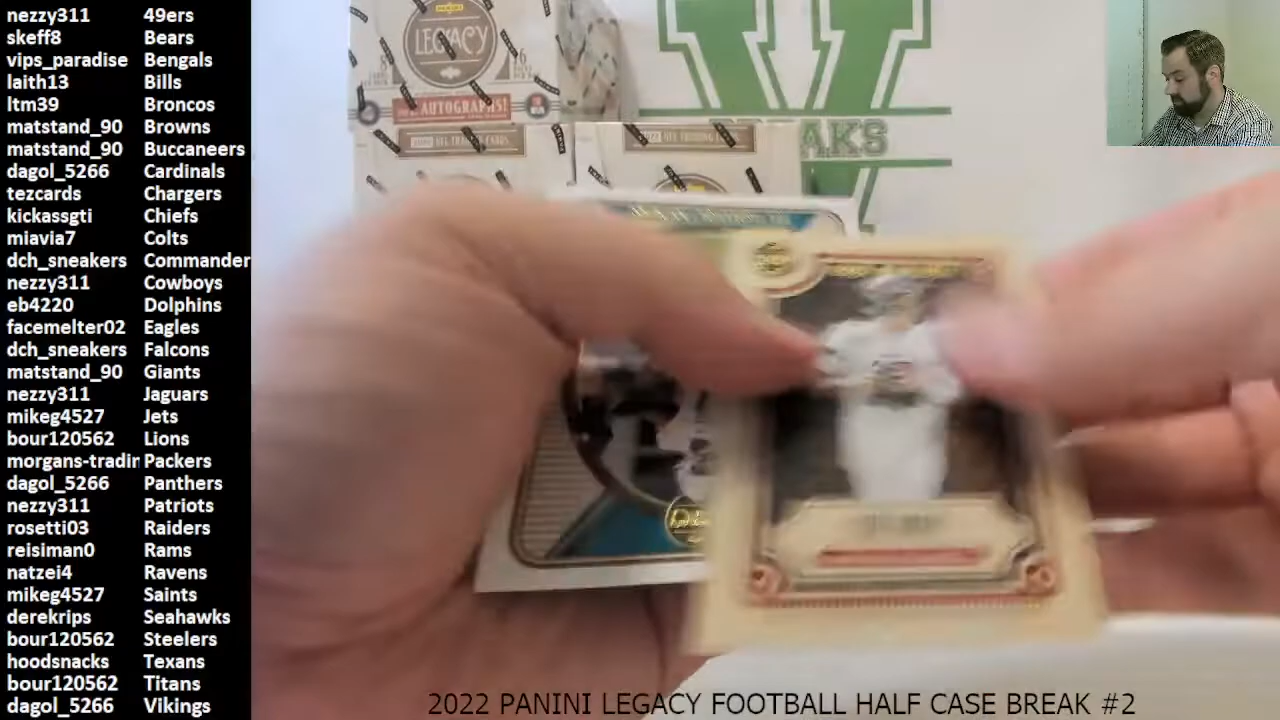 nezzy311 49ers
skeff8 Bears
vips_paradise Bengals
laith13 Bills
ltm39 Broncos
matstand_90 Browns
matstand_90 Buccaneers
dagol_5266 Cardinals
tezcards Chargers
kickassgti Chiefs
miavia7 Colts
dch_sneakers Commander
nezzy311 Cowboys
eb4220 Dolphins
facemelter02 Eagles
dch_sneakers Falcons
matstand_90 Giants
nezzy311 Jaguars
mikeg4527 Jets
bour120562 Lions
morgans-tradin Packers
dagol_5266 Panthers
nezzy311 Patriots
rosetti03 Raiders
reisiman0 Rams
natzei4 Ravens
mikeg4527 Saints
derekrips Seahawks
bour120562 Steelers
hoodsnacks Texans
bour120562 Titans
dagol_5266 Vikings
PANINI
LEGACY
AUTOGRAPHS!
AKS
2022 PANINI LEGACY FOOTBALL HALF CASE BREAK #2